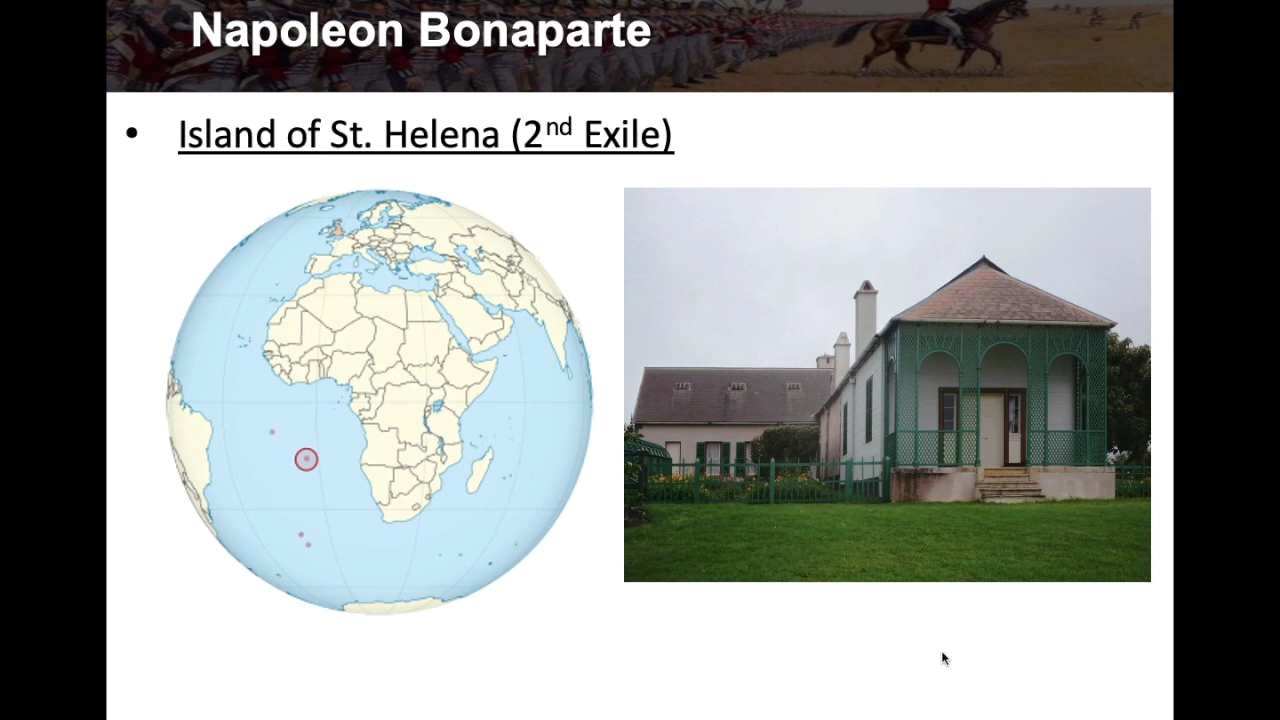 Napoleon Bonaparte
• Island of St. Helena (2nd Exile)